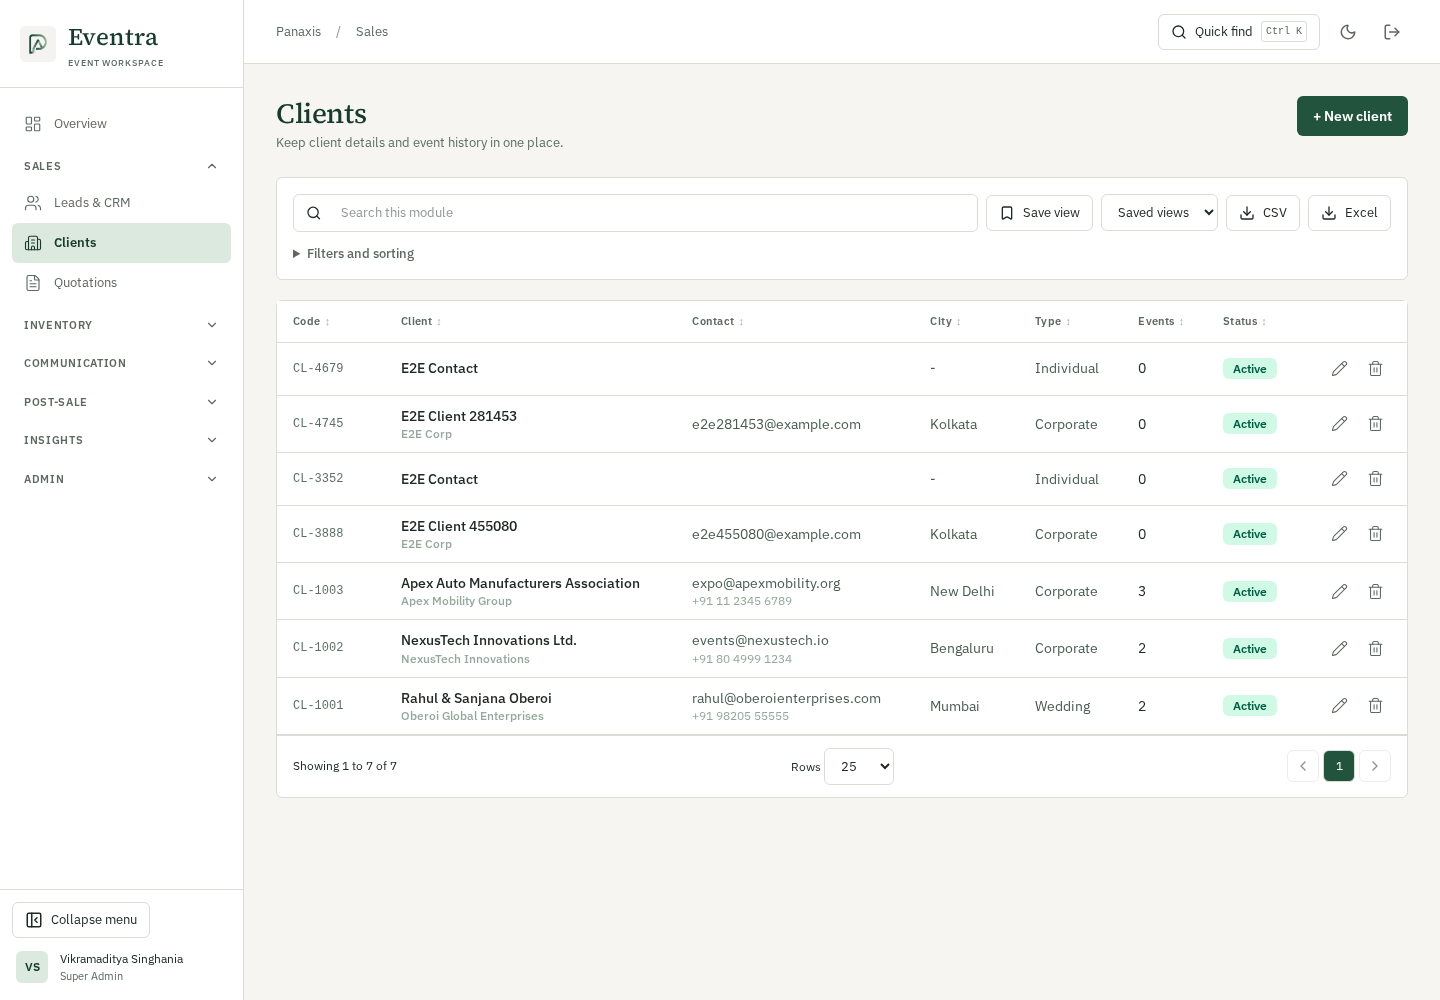 Eventra
EVENT WORKSPACE
Overview
SALES
Leads & CRM
Clients
Quotations
INVENTORY
COMMUNICATION
POST-SALE
INSIGHTS
ADMIN
Collapse menu
VS
Vikramaditya Singhania
Super Admin
Panaxis / Sales
Quick find Ctrl K
Clients
Keep client details and event history in one place.
+ New client
Search this module
Save view
Saved views
CSV
Excel
Filters and sorting
Code ↕ Client ↕ Contact ↕ City ↕ Type ↕ Events ↕ Status ↕
CL-4679 E2E Contact - Individual 0 Active
CL-4745 E2E Client 281453 e2e281453@example.com Kolkata Corporate 0 Active
E2E Corp
CL-3352 E2E Contact - Individual 0 Active
CL-3888 E2E Client 455080 e2e455080@example.com Kolkata Corporate 0 Active
E2E Corp
CL-1003 Apex Auto Manufacturers Association expo@apexmobility.org New Delhi Corporate 3 Active
Apex Mobility Group +91 11 2345 6789
CL-1002 NexusTech Innovations Ltd. events@nexustech.io Bengaluru Corporate 2 Active
NexusTech Innovations +91 80 4999 1234
CL-1001 Rahul & Sanjana Oberoi rahul@oberoienterprises.com Mumbai Wedding 2 Active
Oberoi Global Enterprises +91 98205 55555
Showing 1 to 7 of 7 Rows 25 1